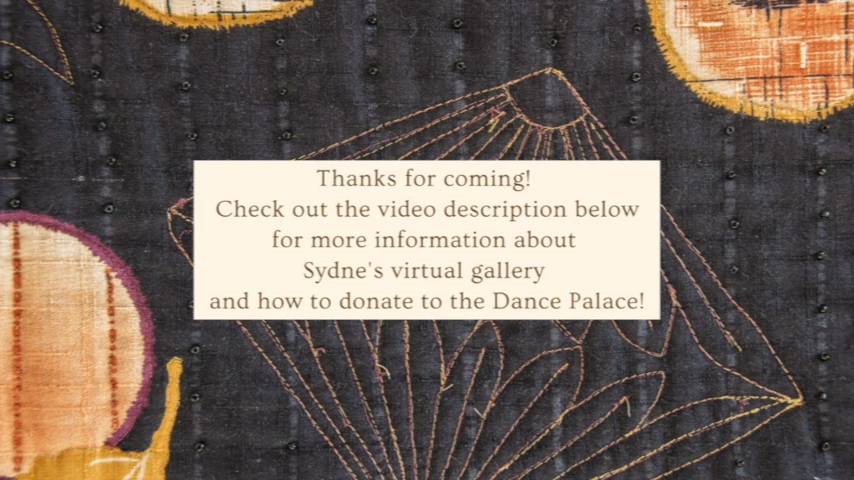 Thanks for coming!
Check out the video description below
for more information about
Sydne's virtual gallery
and how to donate to the Dance Palace!